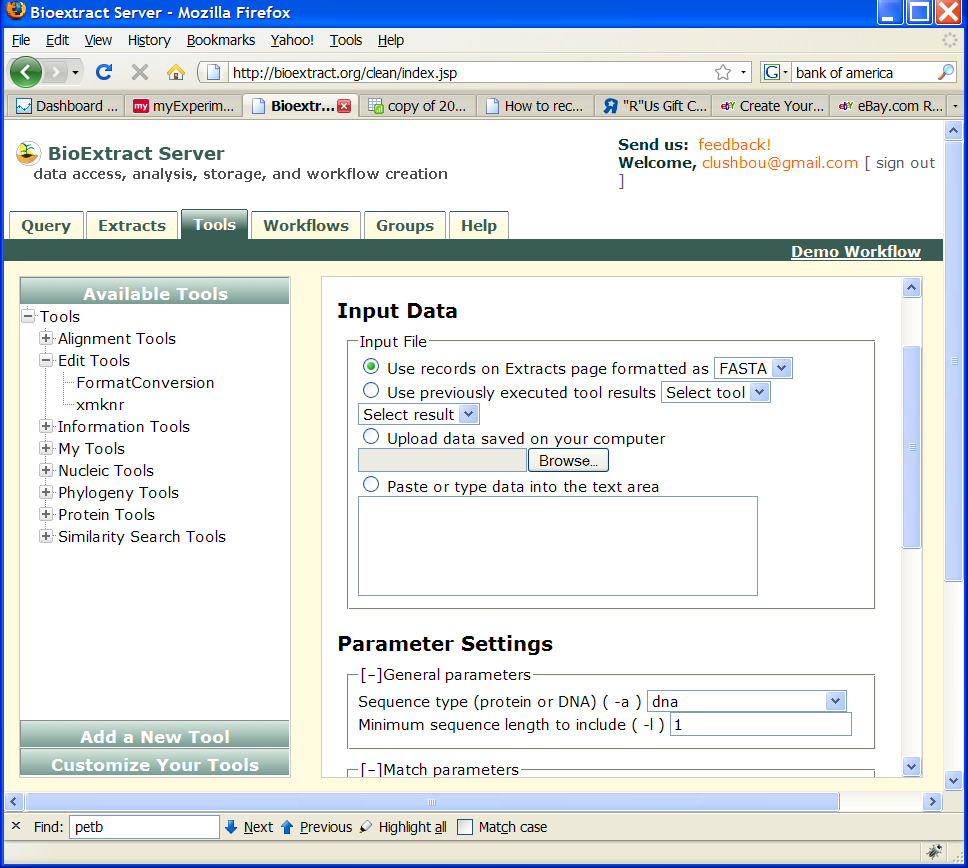 Bioextract Server - Mozilla Firefox
File Edit View History Bookmarks Yahoo! Tools Help
http://bioextract.org/clean/index.jsp G bank of america
Dashboard ... my myExperim... Bioextr... copy of 20... How to rec... "R"Us Gift C... eBY Create Your... eBY eBay.com R...
BioExtract Server
data access, analysis, storage, and workflow creation
Send us: feedback!
Welcome, clushbou@gmail.com [ sign out
]
Query Extracts Tools Workflows Groups Help
Demo Workflow
Available Tools
Tools
Alignment Tools
Edit Tools
FormatConversion
xmknr
Information Tools
My Tools
Nucleic Tools
Phylogeny Tools
Protein Tools
Similarity Search Tools
Add a New Tool
Customize Your Tools
Input Data
Input File
Use records on Extracts page formatted as FASTA
Use previously executed tool results Select tool
Select result
Upload data saved on your computer
Browse...
Paste or type data into the text area
Parameter Settings
[-]General parameters
Sequence type (protein or DNA) ( -a ) dna
Minimum sequence length to include ( -l ) 1
[-]Match parameters
× Find: petb Next Previous Highlight all Match case